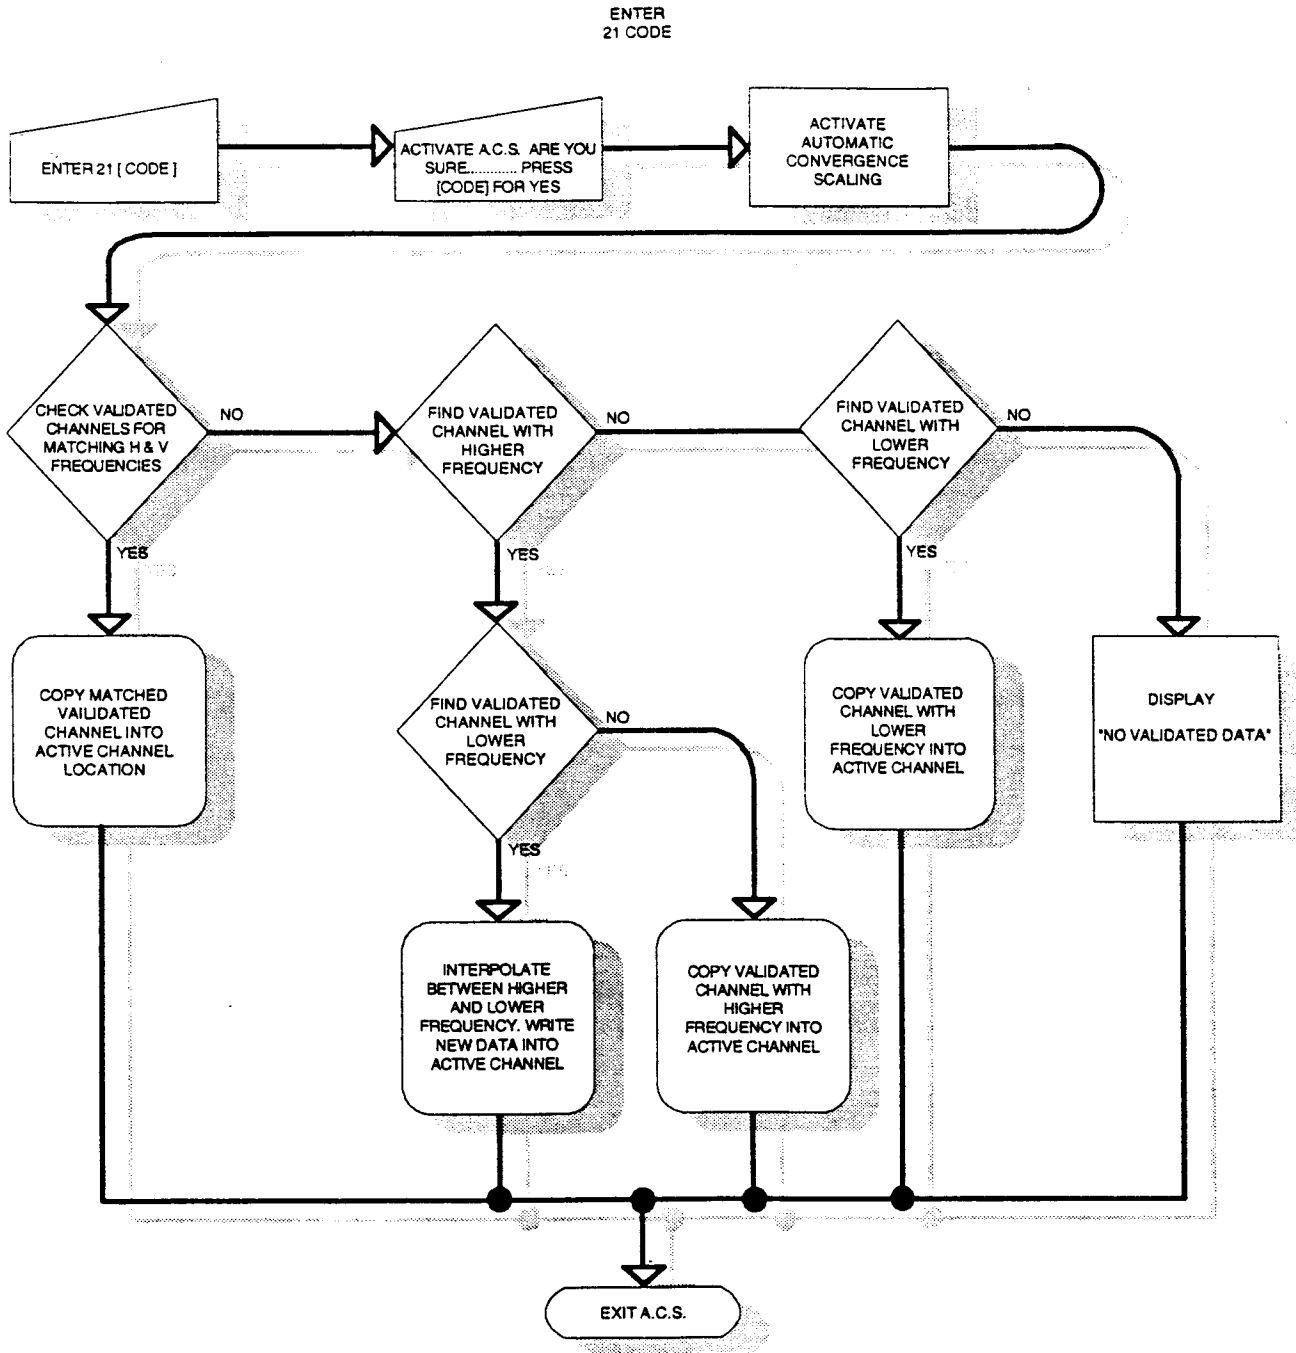 ENTER
21 CODE
ENTER 21 [ CODE ]
ACTIVATE A.C.S. ARE YOU
SURE............ PRESS
[CODE] FOR YES
ACTIVATE
AUTOMATIC
CONVERGENCE
SCALING
CHECK VALIDATED
CHANNELS FOR
MATCHING H & V
FREQUENCIES
NO
YES
FIND VALIDATED
CHANNEL WITH
HIGHER
FREQUENCY
NO
YES
FIND VALIDATED
CHANNEL WITH
LOWER
FREQUENCY
NO
YES
COPY MATCHED
VAILIDATED
CHANNEL INTO
ACTIVE CHANNEL
LOCATION
FIND VALIDATED
CHANNEL WITH
LOWER
FREQUENCY
NO
YES
COPY VALIDATED
CHANNEL WITH
LOWER
FREQUENCY INTO
ACTIVE CHANNEL
DISPLAY
"NO VALIDATED DATA"
INTERPOLATE
BETWEEN HIGHER
AND LOWER
FREQUENCY. WRITE
NEW DATA INTO
ACTIVE CHANNEL
COPY VALIDATED
CHANNEL WITH
HIGHER
FREQUENCY INTO
ACTIVE CHANNEL
EXIT A.C.S.